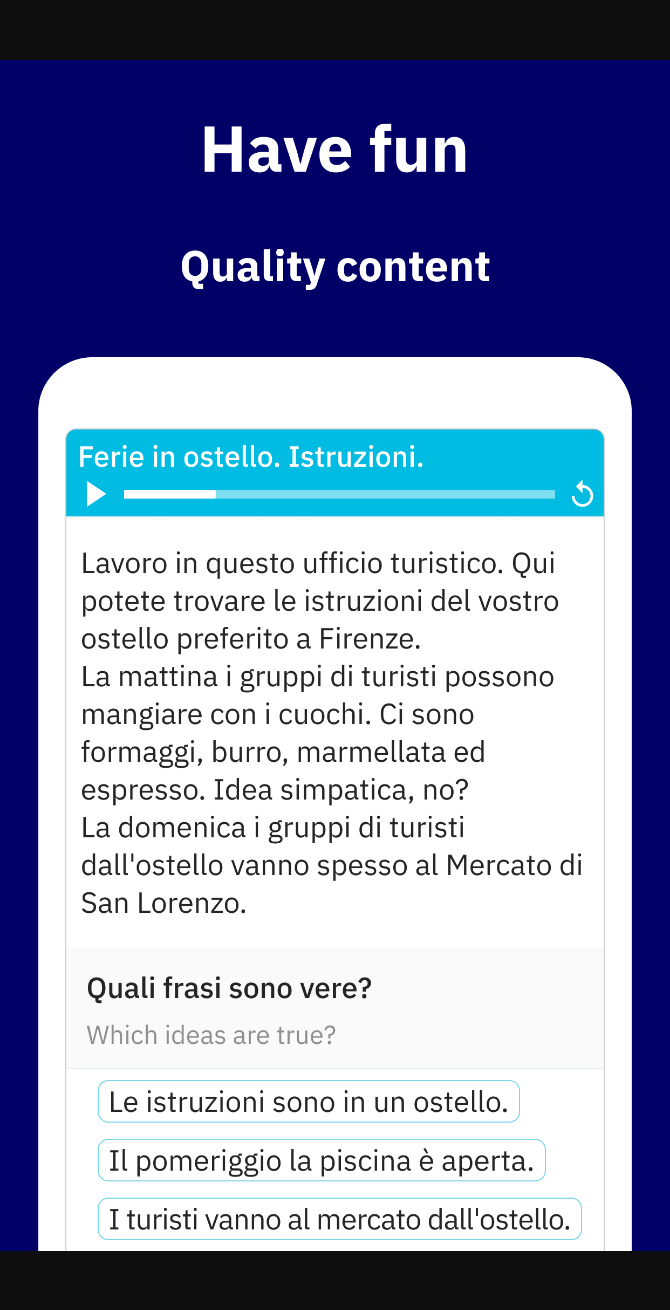 Have fun
Quality content
Ferie in ostello. Istruzioni.
Lavoro in questo ufficio turistico. Qui
potete trovare le istruzioni del vostro
ostello preferito a Firenze.
La mattina i gruppi di turisti possono
mangiare con i cuochi. Ci sono
formaggi, burro, marmellata ed
espresso. Idea simpatica, no?
La domenica i gruppi di turisti
dall'ostello vanno spesso al Mercato di
San Lorenzo.
Quali frasi sono vere?
Which ideas are true?
Le istruzioni sono in un ostello.
Il pomeriggio la piscina è aperta.
I turisti vanno al mercato dall'ostello.